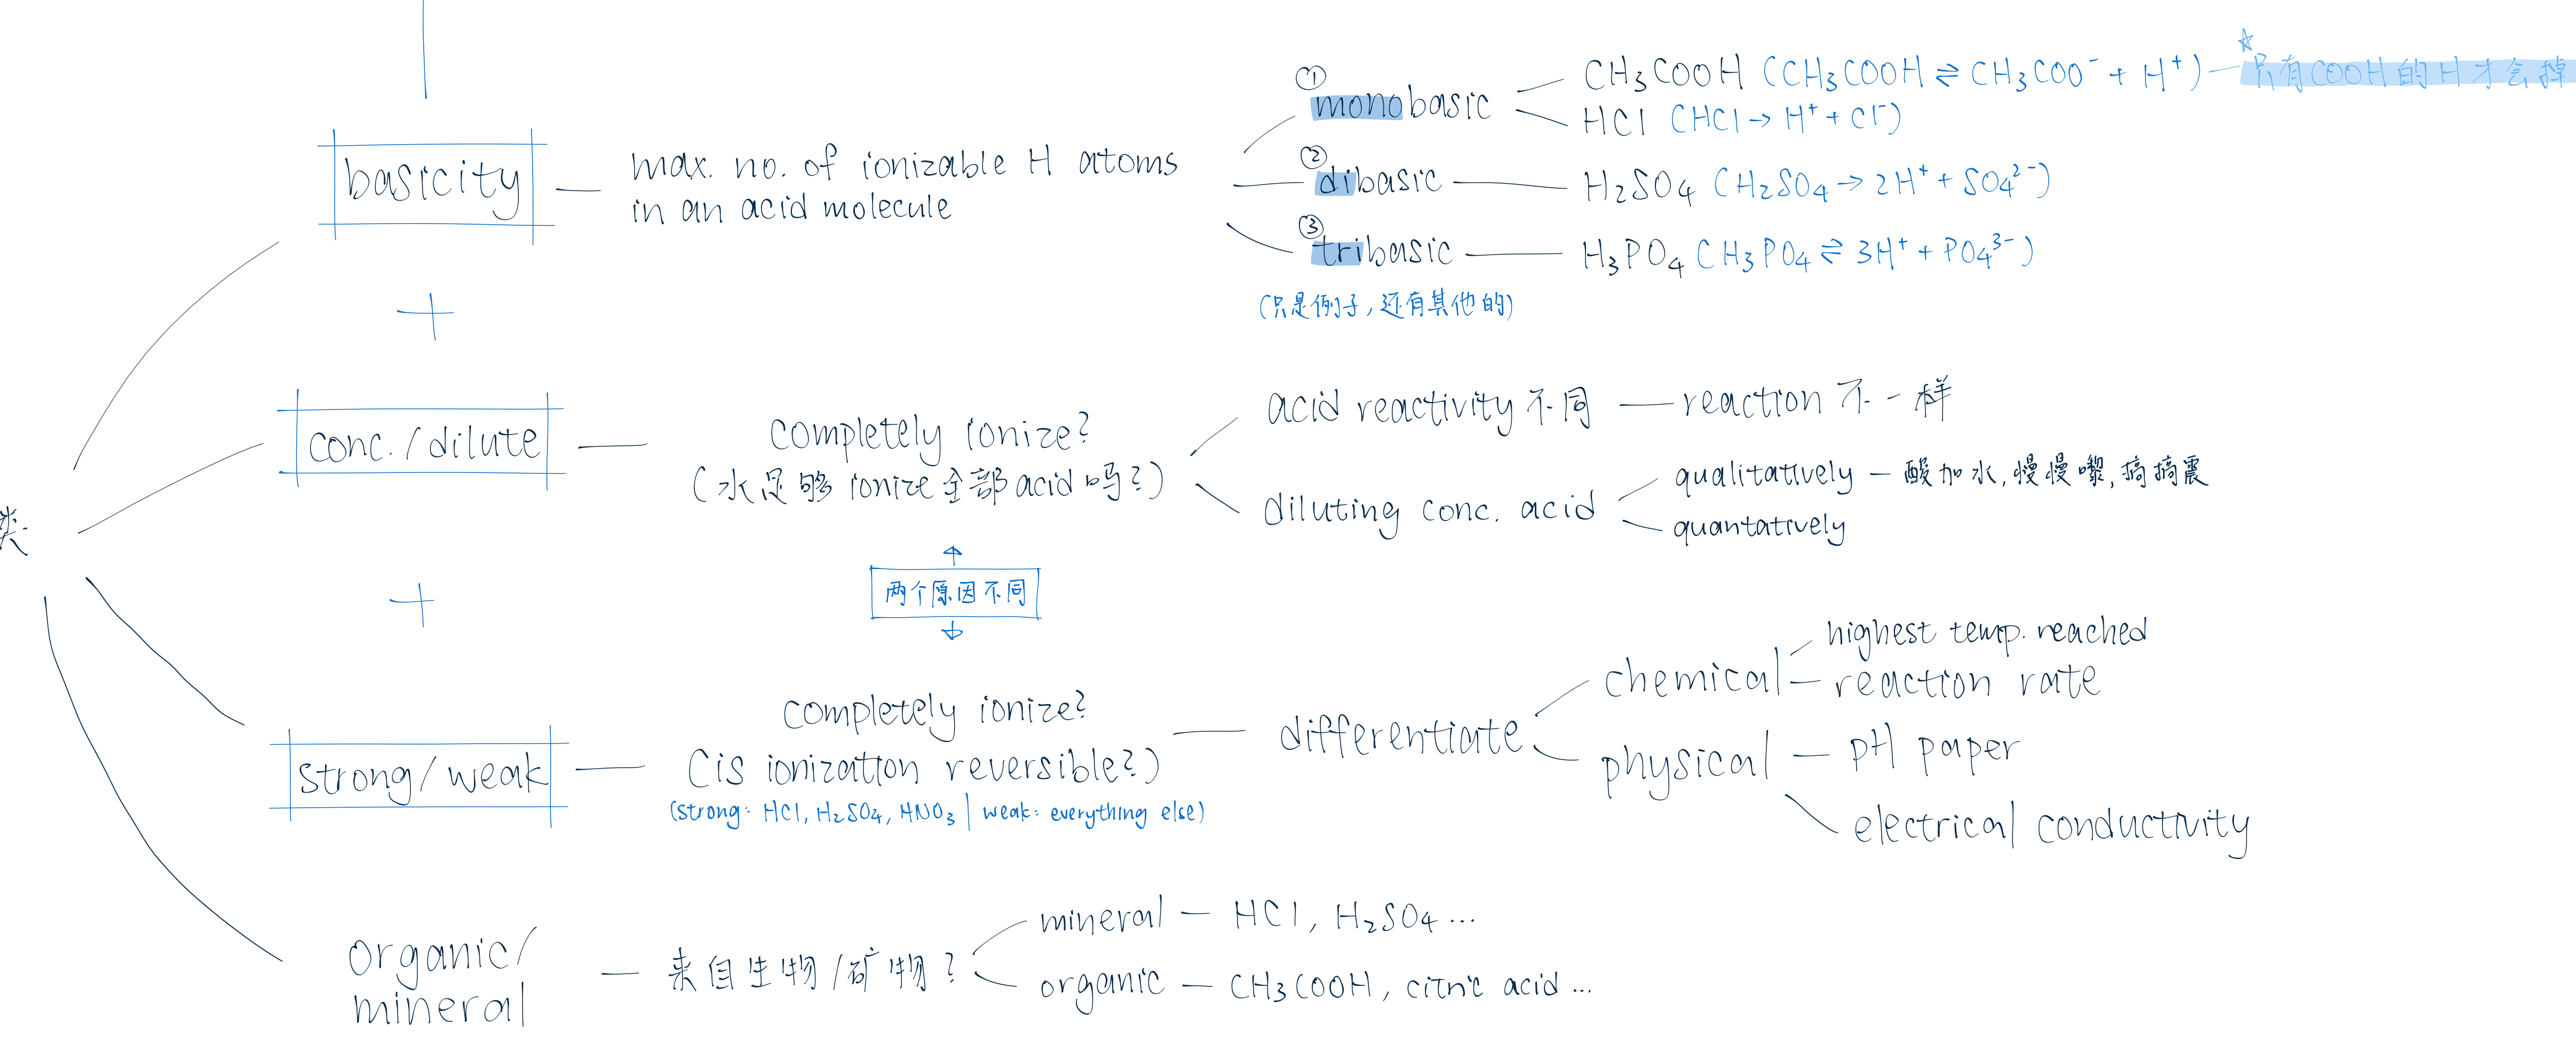 basicity
max. no. of ionizable H atoms
in an acid molecule
①
monobasic
CH₃COOH (CH₃COOH ⇌ CH₃COO⁻ + H⁺) — ☆只有COOH的H才会掉
HCl (HCl → H⁺ + Cl⁻)
②
dibasic
H₂SO₄ (H₂SO₄ → 2H⁺ + SO₄²⁻)
③
tribasic
H₃PO₄ (H₃PO₄ ⇌ 3H⁺ + PO₄³⁻)
(只是例子,还有其他的)
+
类
conc./dilute
completely ionize?
(水足够 ionize 全部 acid 吗?)
acid reactivity 不同 — reaction 不一样
diluting conc. acid
qualitatively — 酸加水,慢慢嚟,搞搞震
quantatively
两个原因不同
+
strong/weak
completely ionize?
(is ionization reversible?)
(strong: HCl, H₂SO₄, HNO₃ | weak: everything else)
differentiate
chemical
highest temp. reached
reaction rate
physical — pH paper
electrical conductivity
organic/
mineral
来自生物/矿物?
mineral — HCl, H₂SO₄ ...
organic — CH₃COOH, citric acid ...